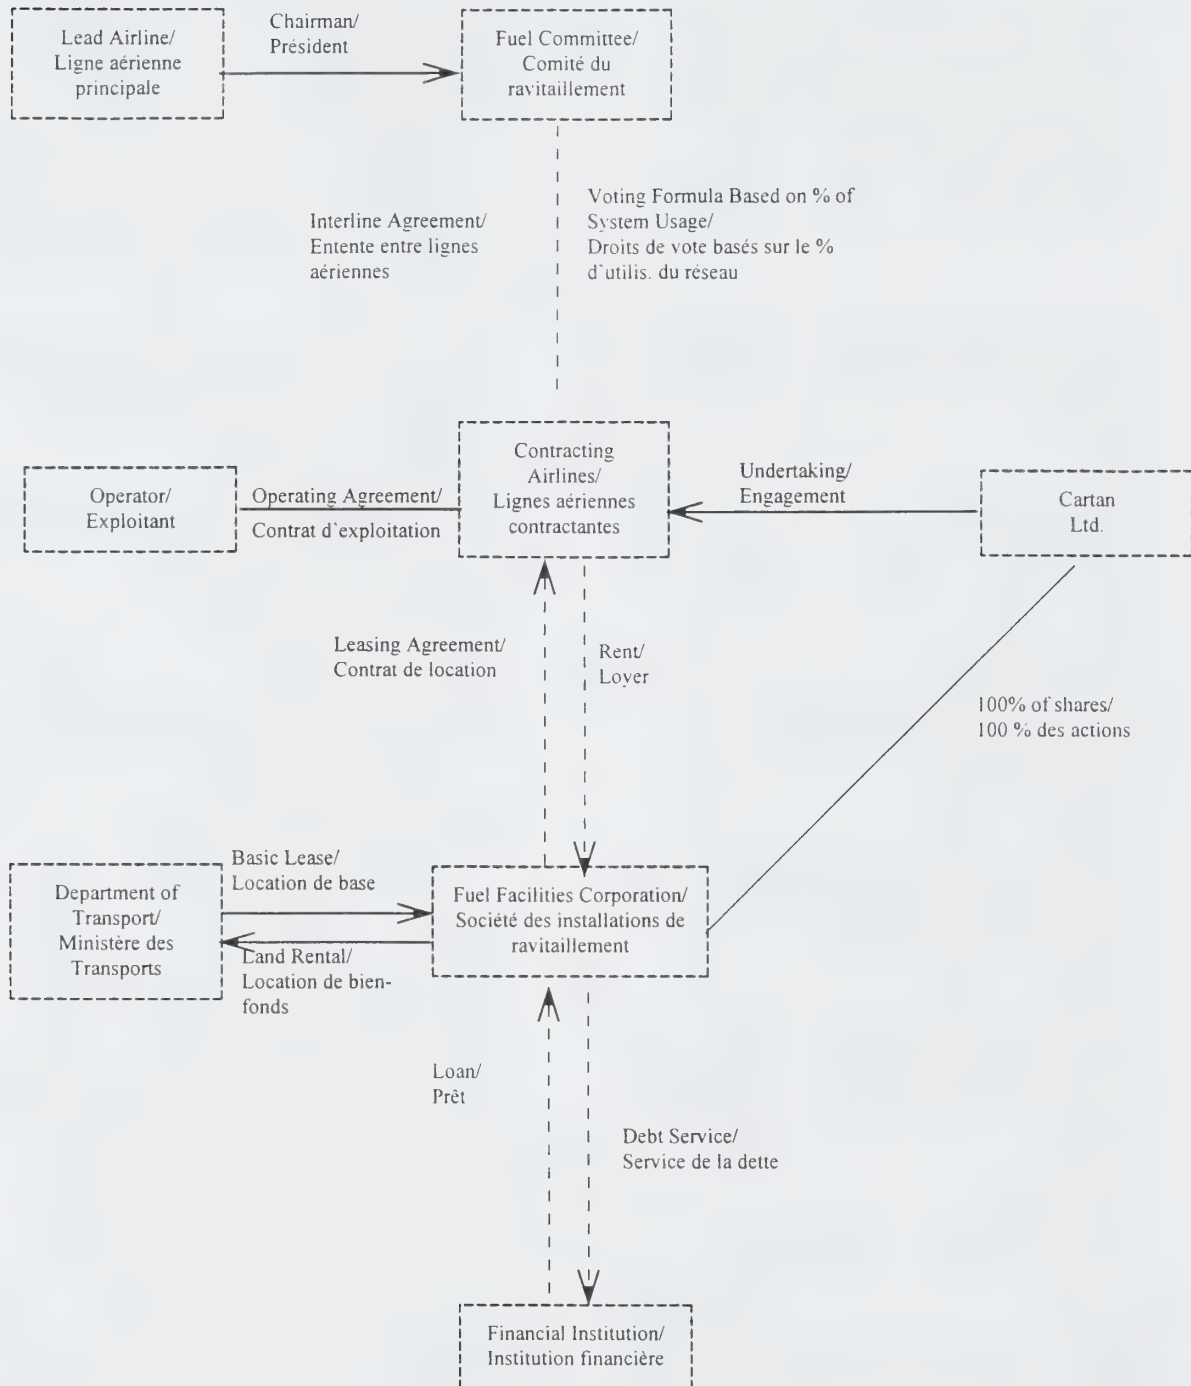 Lead Airline/
Ligne aérienne
principale
Chairman/
Président
Fuel Committee/
Comité du
ravitaillement
Interline Agreement/
Entente entre lignes
aériennes
Voting Formula Based on % of
System Usage/
Droits de vote basés sur le %
d'utilis. du réseau
Operator/
Exploitant
Operating Agreement/
Contrat d'exploitation
Contracting
Airlines/
Lignes aériennes
contractantes
Undertaking/
Engagement
Cartan
Ltd.
Leasing Agreement/
Contrat de location
Rent/
Loyer
100% of shares/
100 % des actions
Department of
Transport/
Ministère des
Transports
Basic Lease/
Location de base
Land Rental/
Location de bien-
fonds
Fuel Facilities Corporation/
Société des installations de
ravitaillement
Loan/
Prêt
Debt Service/
Service de la dette
Financial Institution/
Institution financière